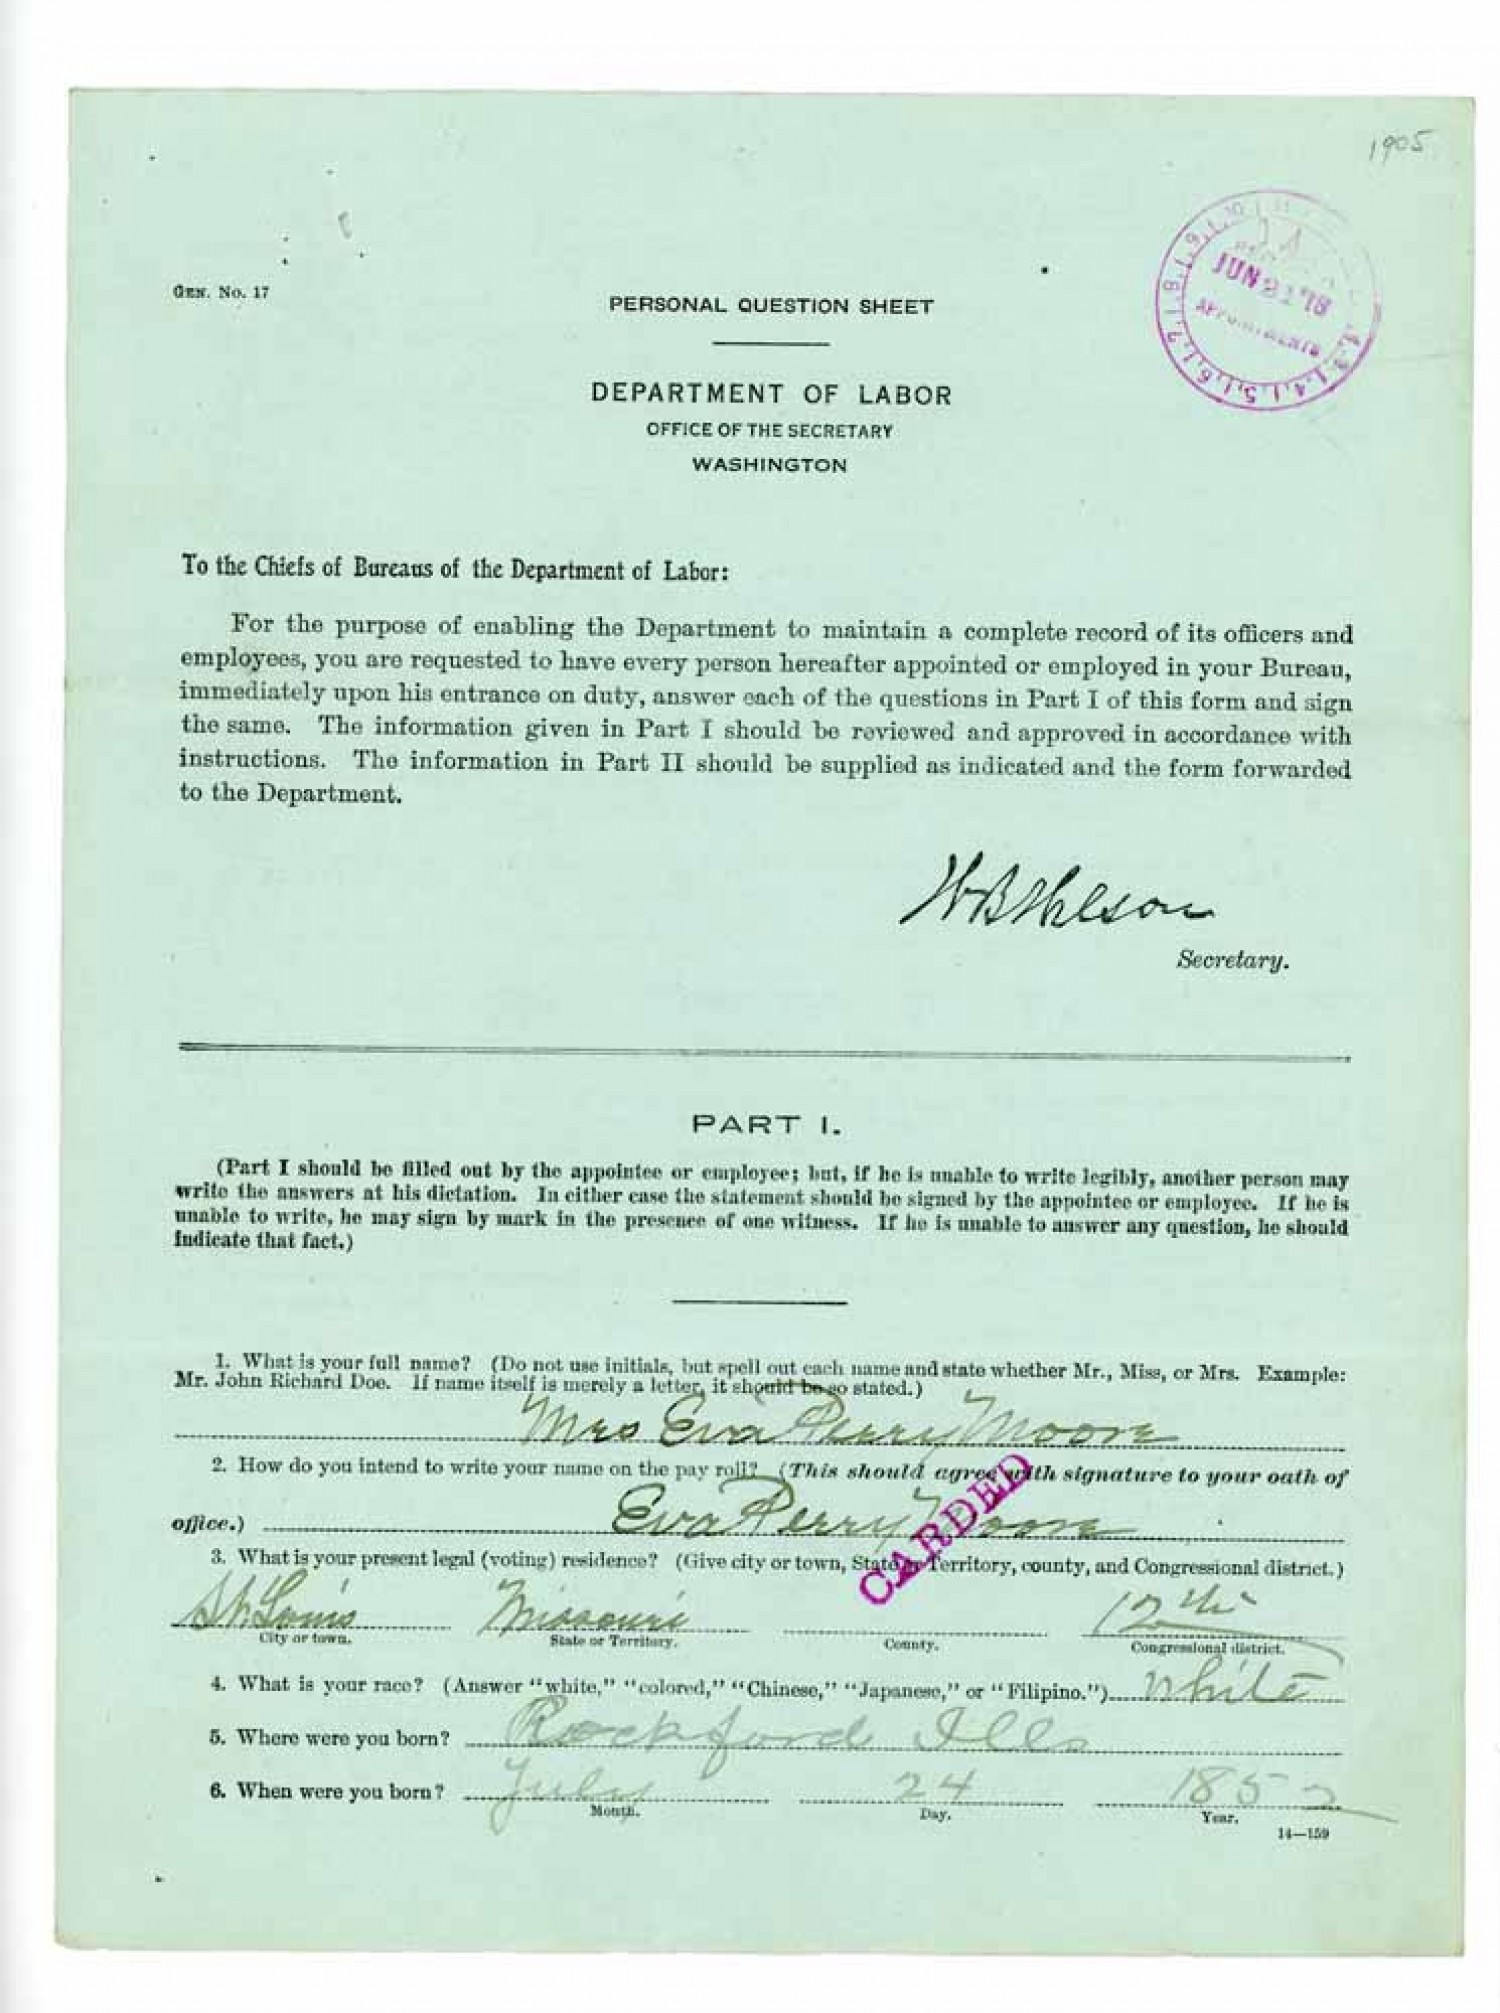 1905
JUN 21 '18
APPOINTMENTS
GEN. No. 17
PERSONAL QUESTION SHEET
DEPARTMENT OF LABOR
OFFICE OF THE SECRETARY
WASHINGTON
To the Chiefs of Bureaus of the Department of Labor:
For the purpose of enabling the Department to maintain a complete record of its officers and
employees, you are requested to have every person hereafter appointed or employed in your Bureau,
immediately upon his entrance on duty, answer each of the questions in Part I of this form and sign
the same. The information given in Part I should be reviewed and approved in accordance with
instructions. The information in Part II should be supplied as indicated and the form forwarded
to the Department.
W B Wilson
Secretary.
PART I.
(Part I should be filled out by the appointee or employee; but, if he is unable to write legibly, another person may
write the answers at his dictation. In either case the statement should be signed by the appointee or employee. If he is
unable to write, he may sign by mark in the presence of one witness. If he is unable to answer any question, he should
indicate that fact.)
1. What is your full name? (Do not use initials, but spell out each name and state whether Mr., Miss, or Mrs. Example:
Mr. John Richard Doe. If name itself is merely a letter, it should be so stated.)
Mrs Eva Perry Moore
2. How do you intend to write your name on the pay roll? (This should agree with signature to your oath of
office.) Eva Perry Moore
CARDED
3. What is your present legal (voting) residence? (Give city or town, State or Territory, county, and Congressional district.)
St Louis Missouri 12th
City or town. State or Territory. County. Congressional district.
4. What is your race? (Answer "white," "colored," "Chinese," "Japanese," or "Filipino.") White
5. Where were you born? Rockford Ills
6. When were you born? July 24 1852
Month. Day. Year.
14—159